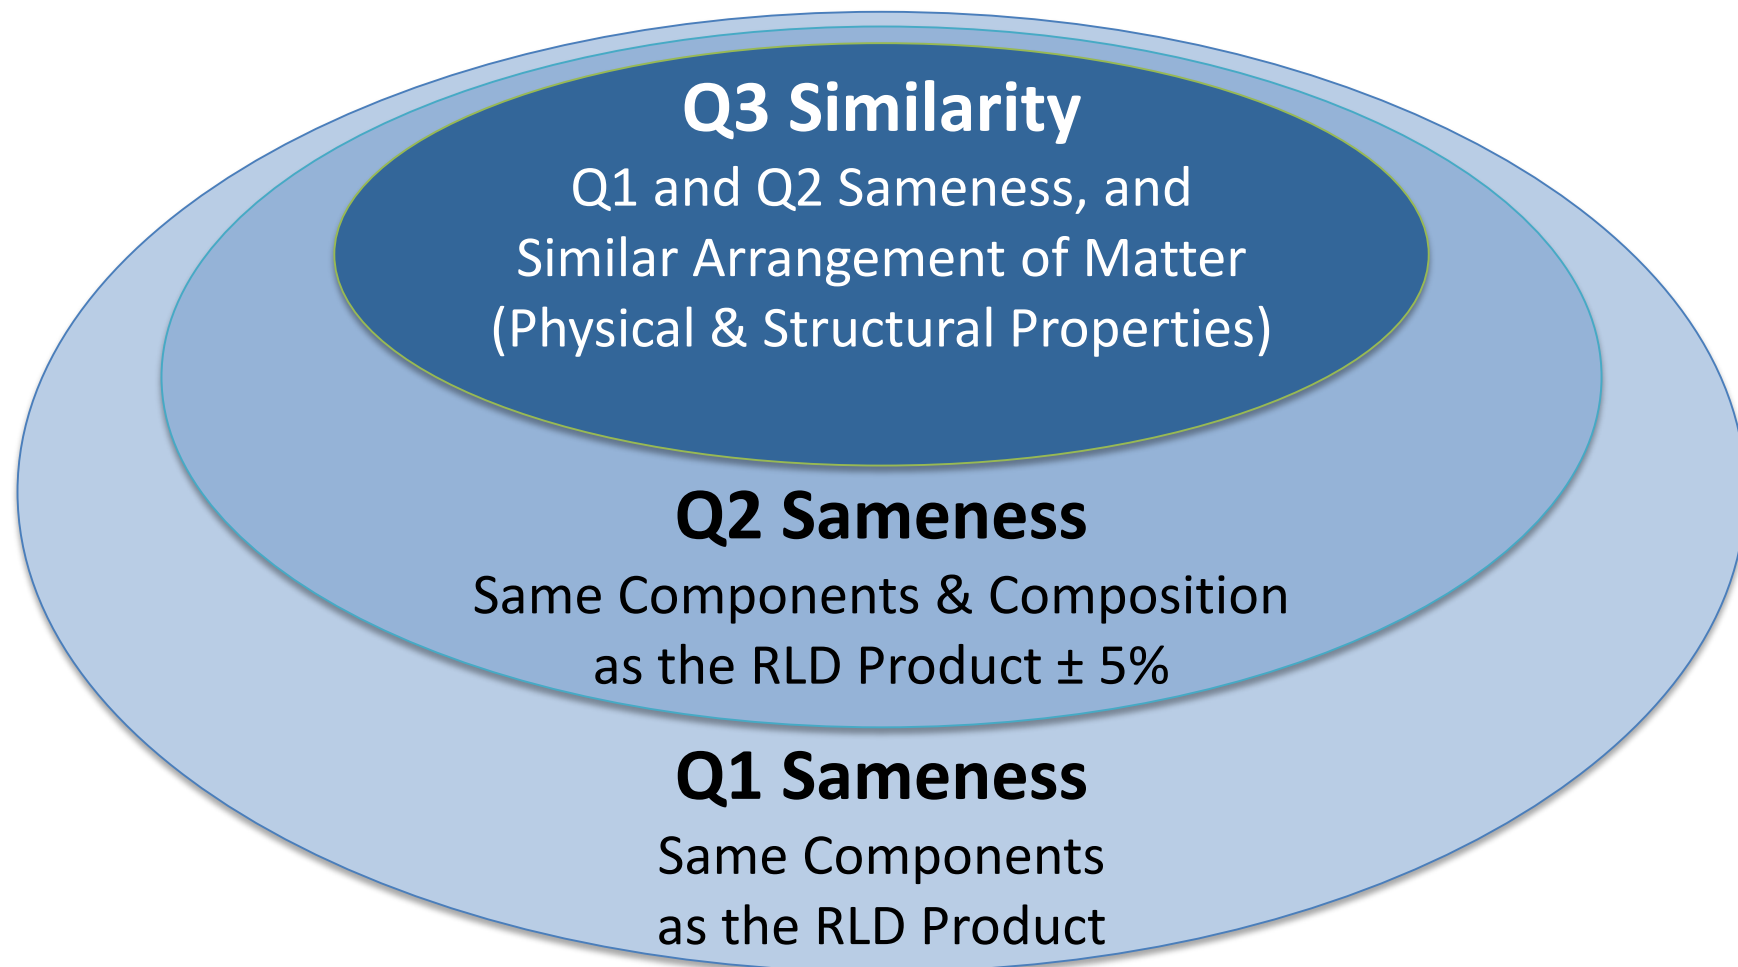 Q3 Similarity
Q1 and Q2 Sameness, and
Similar Arrangement of Matter
(Physical & Structural Properties)
Q2 Sameness
Same Components & Composition
as the RLD Product ± 5%
Q1 Sameness
Same Components
as the RLD Product